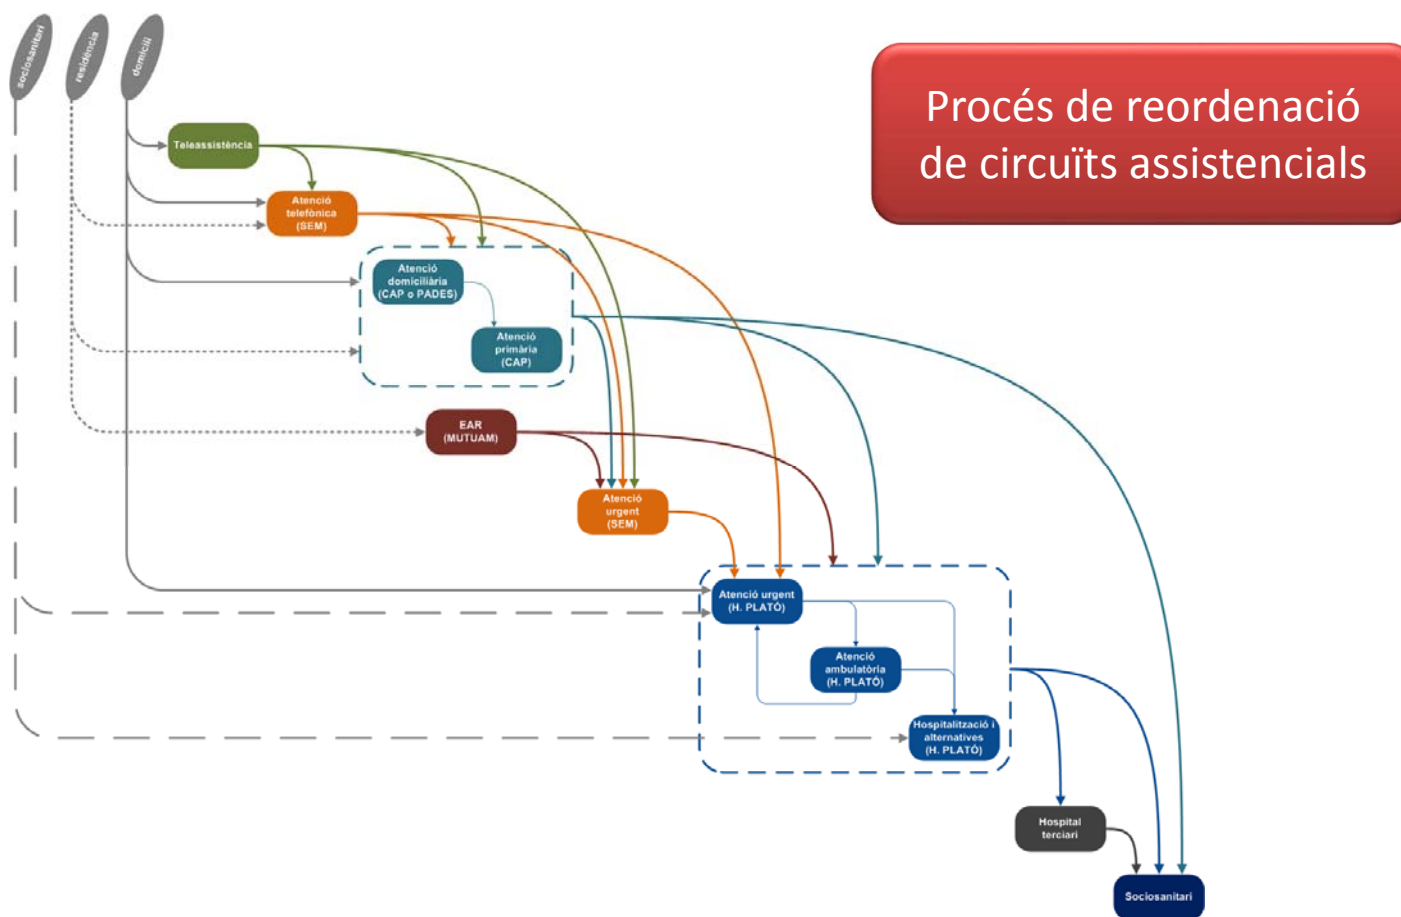 sociosanitari
residència
domicili
Procés de reordenació
de circuïts assistencials
Teleassistència
Atenció
telefònica
(SEM)
Atenció
domiciliària
(CAP o PADES)
Atenció
primària
(CAP)
EAR
(MUTUAM)
Atenció
urgent
(SEM)
Atenció urgent
(H. PLATÓ)
Atenció
ambulatòria
(H. PLATÓ)
Hospitalització i
alternatives
(H. PLATÓ)
Hospital
terciari
Sociosanitari